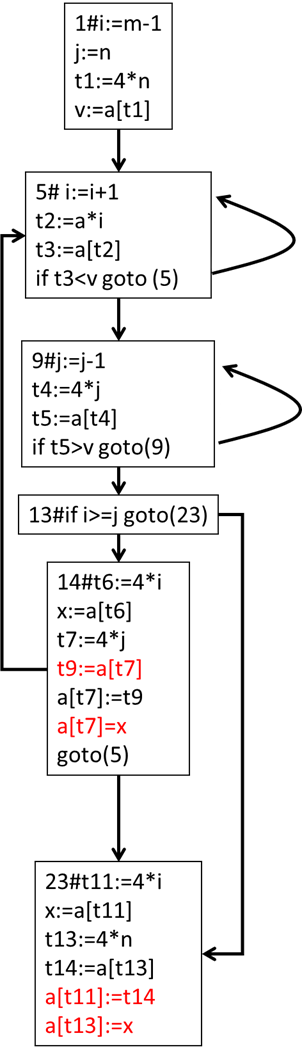 1#i:=m-1
j:=n
t1:=4*n
v:=a[t1]
5# i:=i+1
t2:=a*i
t3:=a[t2]
if t3<v goto (5)
9#j:=j-1
t4:=4*j
t5:=a[t4]
if t5>v goto(9)
13#if i>=j goto(23)
14#t6:=4*i
x:=a[t6]
t7:=4*j
t9:=a[t7]
a[t7]:=t9
a[t7]=x
goto(5)
23#t11:=4*i
x:=a[t11]
t13:=4*n
t14:=a[t13]
a[t11]:=t14
a[t13]:=x